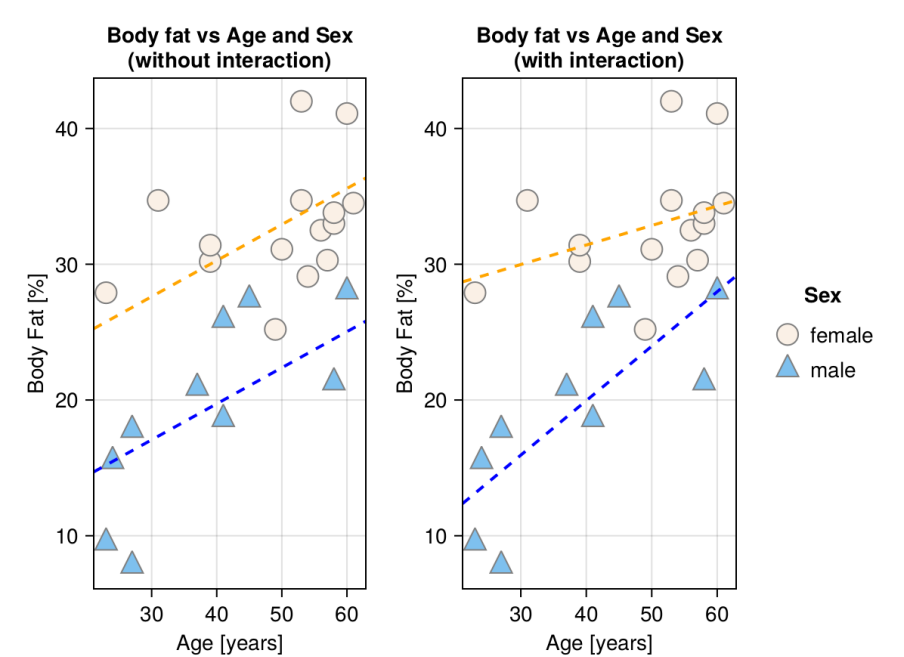 Body fat vs Age and Sex
(without interaction)
Body Fat [%]
40
30
20
10
30 40 50 60
Age [years]
Body fat vs Age and Sex
(with interaction)
Body Fat [%]
40
30
20
10
30 40 50 60
Age [years]
Sex
female
male